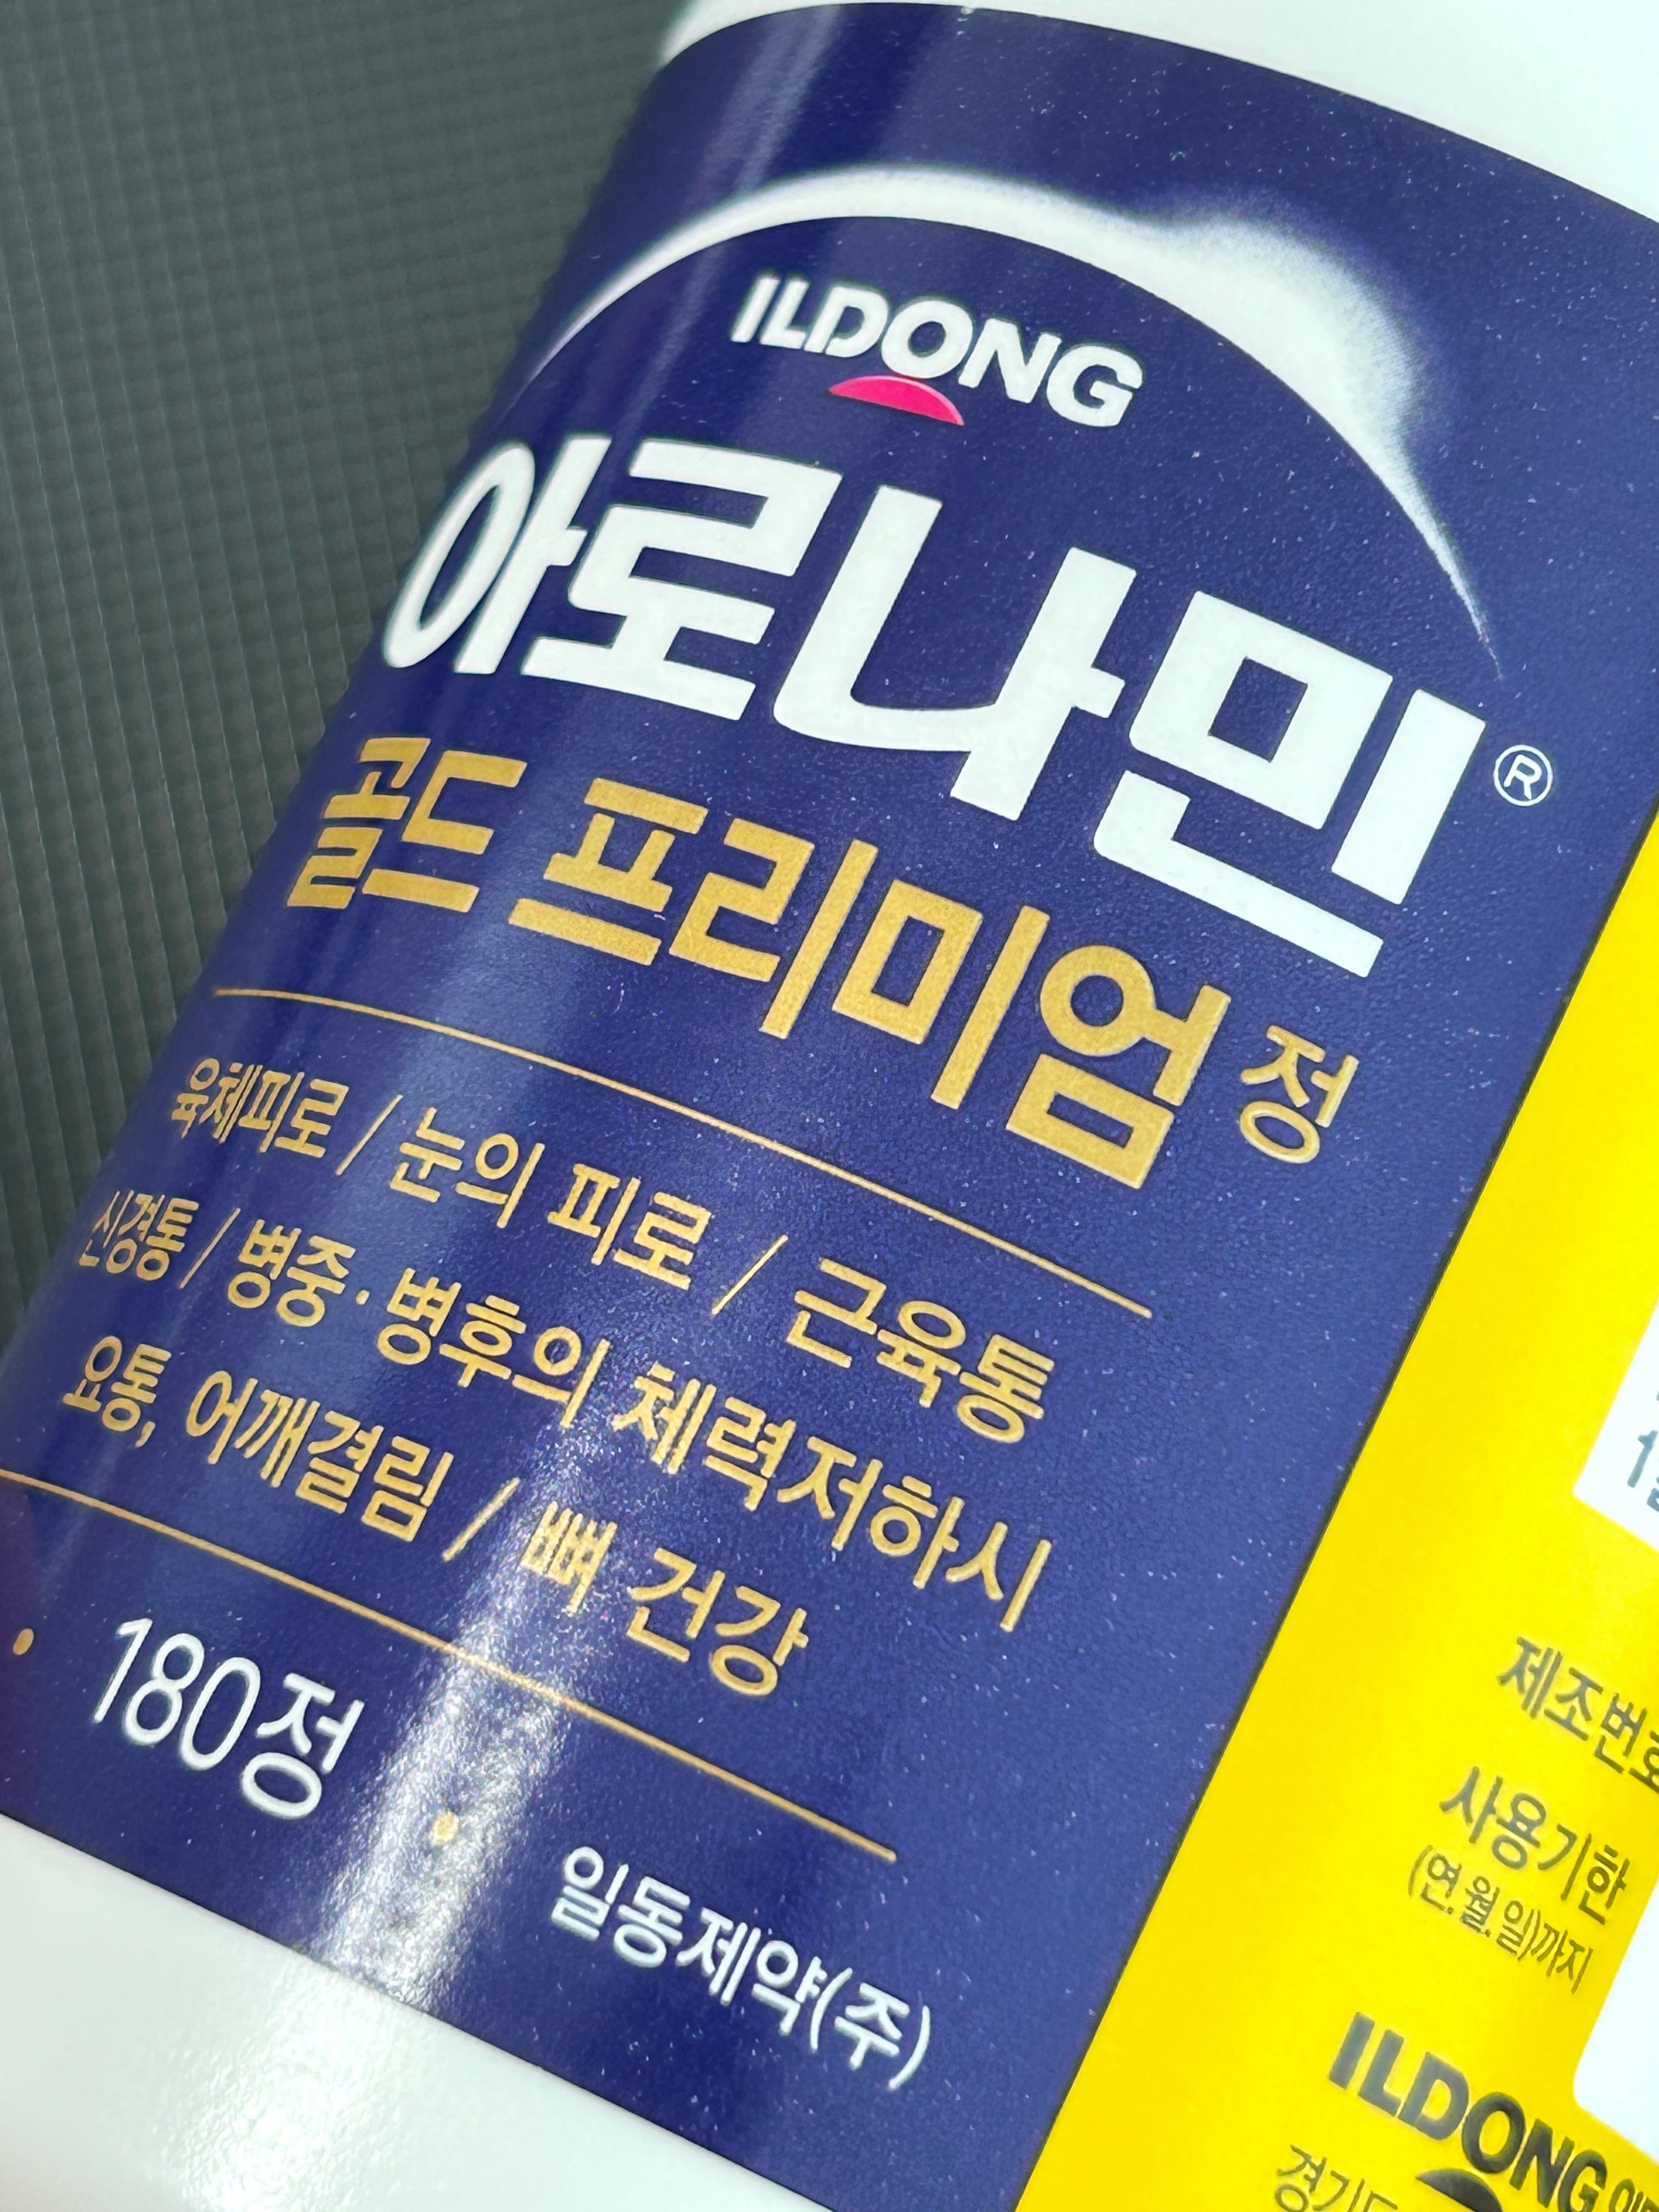 ILDONG
아로나민®
골드 프리미엄 정
육체피로 / 눈의 피로 / 근육통
신경통 / 병중·병후의 체력저하시
요통, 어깨결림 / 뼈 건강
180정
일동제약(주)
제조번호
사용기한
(연.월.일)까지
ILDONG